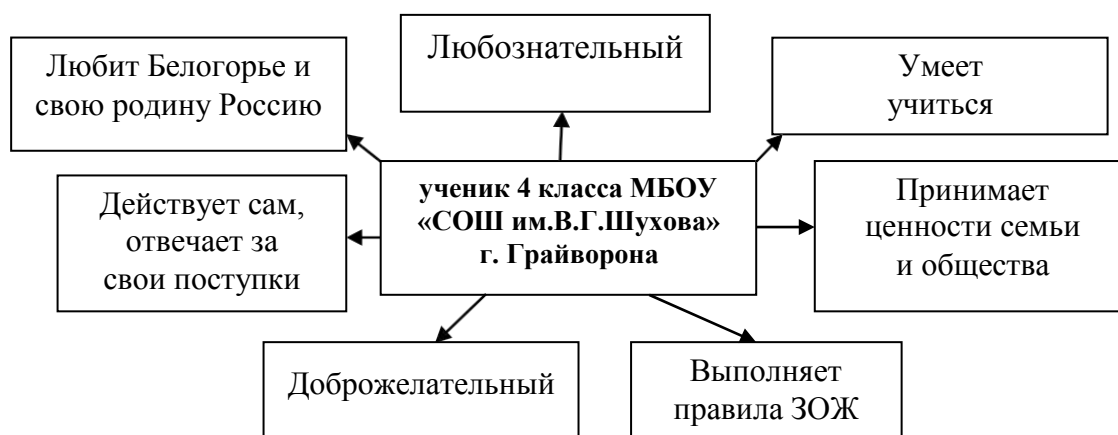 Любознательный
Любит Белогорье и
свою родину Россию
Умеет
учиться
ученик 4 класса МБОУ
«СОШ им.В.Г.Шухова»
г. Грайворона
Действует сам,
отвечает за
свои поступки
Принимает
ценности семьи
и общества
Доброжелательный
Выполняет
правила ЗОЖ